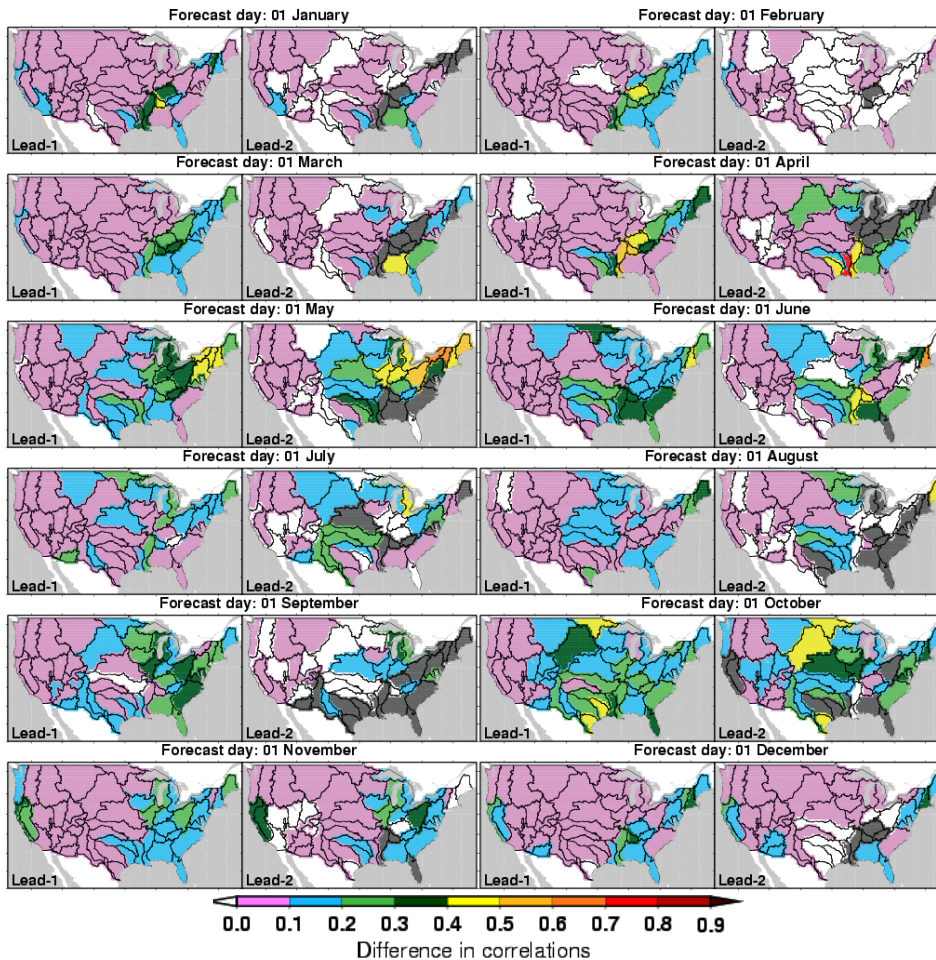 Forecast day: 01 January
Forecast day: 01 February
Lead-1
Lead-2
Lead-1
Lead-2
Forecast day: 01 March
Forecast day: 01 April
Lead-1
Lead-2
Lead-1
Lead-2
Forecast day: 01 May
Forecast day: 01 June
Lead-1
Lead-2
Lead-1
Lead-2
Forecast day: 01 July
Forecast day: 01 August
Lead-1
Lead-2
Lead-1
Lead-2
Forecast day: 01 September
Forecast day: 01 October
Lead-1
Lead-2
Lead-1
Lead-2
Forecast day: 01 November
Forecast day: 01 December
Lead-1
Lead-2
Lead-1
Lead-2
0.0 0.1 0.2 0.3 0.4 0.5 0.6 0.7 0.8 0.9
Difference in correlations